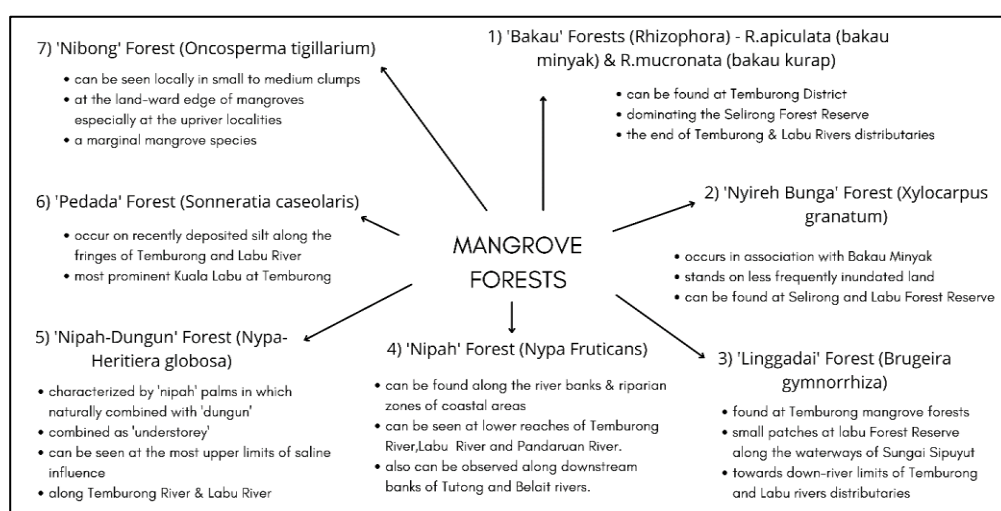 7) 'Nibong' Forest (Oncosperma tigillarium)
• can be seen locally in small to medium clumps
• at the land-ward edge of mangroves
especially at the upriver localities
• a marginal mangrove species
1) 'Bakau' Forests (Rhizophora) - R.apiculata (bakau
minyak) & R.mucronata (bakau kurap)
• can be found at Temburong District
• dominating the Selirong Forest Reserve
• the end of Temburong & Labu Rivers distributaries
6) 'Pedada' Forest (Sonneratia caseolaris)
• occur on recently deposited silt along the
fringes of Temburong and Labu River
• most prominent Kuala Labu at Temburong
MANGROVE
FORESTS
2) 'Nyireh Bunga' Forest (Xylocarpus
granatum)
• occurs in association with Bakau Minyak
• stands on less frequently inundated land
• can be found at Selirong and Labu Forest Reserve
5) 'Nipah-Dungun' Forest (Nypa-
Heritiera globosa)
• characterized by 'nipah' palms in which
naturally combined with 'dungun'
• combined as 'understorey'
• can be seen at the most upper limits of saline
influence
• along Temburong River & Labu River
4) 'Nipah' Forest (Nypa Fruticans)
• can be found along the river banks & riparian
zones of coastal areas
• can be seen at lower reaches of Temburong
River,Labu River and Pandaruan River.
• also can be observed along downstream
banks of Tutong and Belait rivers.
3) 'Linggadai' Forest (Brugeira
gymnorrhiza)
• found at Temburong mangrove forests
• small patches at labu Forest Reserve
along the waterways of Sungai Sipuyut
• towards down-river limits of Temburong
and Labu rivers distributaries